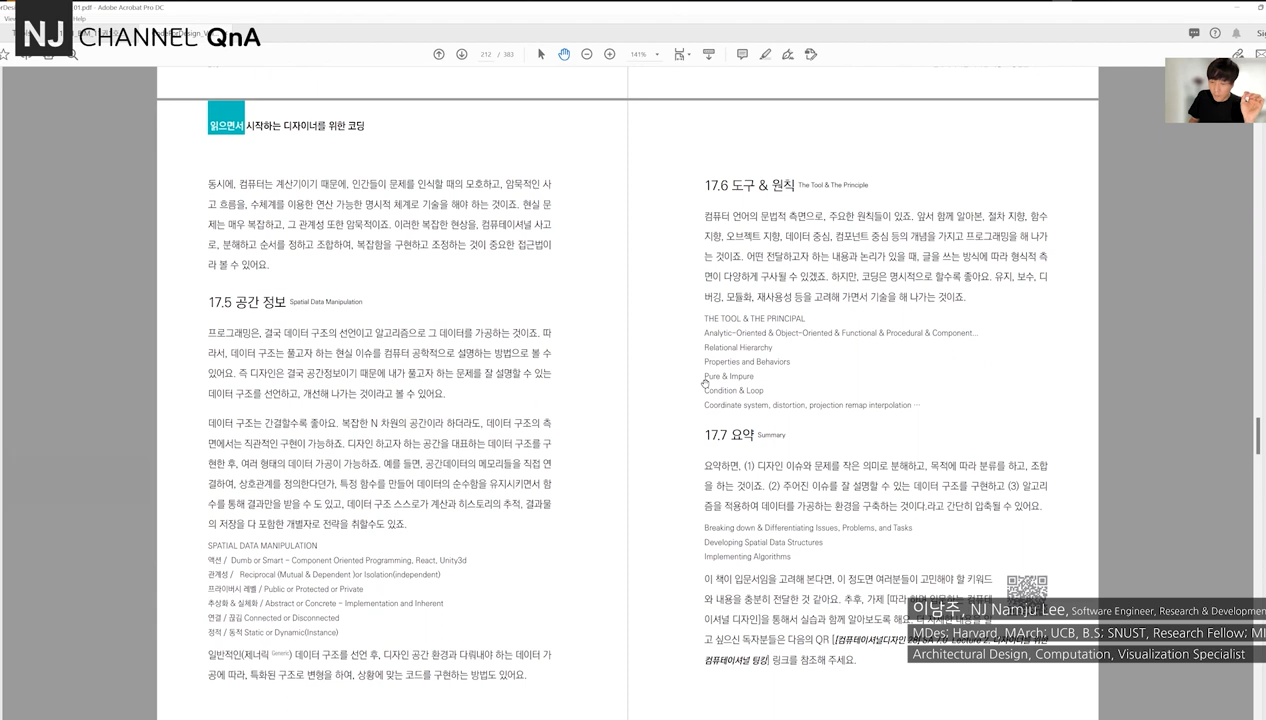 01.pdf - Adobe Acrobat Pro DC
Help
NJ CHANNEL QnA
212 / 383
141%
읽으면서 시작하는 디자이너를 위한 코딩
동시에, 컴퓨터는 계산기이기 때문에, 인간들이 문제를 인식할 때의 모호하고, 암묵적인 사
고 흐름을, 수체계를 이용한 연산 가능한 명시적 체계로 기술을 해야 하는 것이죠. 현실 문
제는 매우 복잡하고, 그 관계성 또한 암묵적이죠. 이러한 복잡한 현상을, 컴퓨테이셔널 사고
로, 분해하고 순서를 정하고 조합하여, 복잡함을 구현하고 조정하는 것이 중요한 접근법이
라 볼 수 있어요.
17.5 공간 정보 Spatial Data Manipulation
프로그래밍은, 결국 데이터 구조의 선언이고 알고리즘으로 그 데이터를 가공하는 것이죠. 따
라서, 데이터 구조는 풀고자 하는 현실 이슈를 컴퓨터 공학적으로 설명하는 방법으로 볼 수
있어요. 즉 디자인은 결국 공간정보이기 때문에 내가 풀고자 하는 문제를 잘 설명할 수 있는
데이터 구조를 선언하고, 개선해 나가는 것이라고 볼 수 있어요.
데이터 구조는 간결할수록 좋아요. 복잡한 N 차원의 공간이라 하더라도, 데이터 구조의 측
면에서는 직관적인 구현이 가능하죠. 디자인 하고자 하는 공간을 대표하는 데이터 구조를 구
현한 후, 여러 형태의 데이터 가공이 가능하죠. 예를 들면, 공간데이터의 메모리들을 직접 연
결하여, 상호관계를 정의한다던가, 특정 함수를 만들어 데이터의 순수함을 유지시키면서 함
수를 통해 결과만을 받을 수 도 있고, 데이터 구조 스스로가 계산과 히스토리의 추적, 결과물
의 저장을 다 포함한 개별자로 전략을 취할수도 있죠.
SPATIAL DATA MANIPULATION
액션 / Dumb or Smart – Component Oriented Programming, React, Unity3d
관계성 / Reciprocal (Mutual & Dependent )or Isolation(independent)
프라이버시 레벨 / Public or Protected or Private
추상화 & 실체화 / Abstract or Concrete – Implementation and Inherent
연결 / 끊김 Connected or Disconnected
정적 / 동적 Static or Dynamic(Instance)
일반적인(제너릭 Generic) 데이터 구조를 선언 후, 디자인 공간 환경과 다뤄내야 하는 데이터 가
공에 따라, 특화된 구조로 변형을 하여, 상황에 맞는 코드를 구현하는 방법도 있어요.
17.6 도구 & 원칙 The Tool & The Principle
컴퓨터 언어의 문법적 측면으로, 주요한 원칙들이 있죠. 앞서 함께 알아본, 절차 지향, 함수
지향, 오브젝트 지향, 데이터 중심, 컴포넌트 중심 등의 개념을 가지고 프로그래밍을 해 나가
는 것이죠. 어떤 전달하고자 하는 내용과 논리가 있을 때, 글을 쓰는 방식에 따라 형식적 측
면이 다양하게 구사될 수 있겠죠. 하지만, 코딩은 명시적으로 할수록 좋아요. 유지, 보수, 디
버깅, 모듈화, 재사용성 등을 고려해 가면서 기술을 해 나가는 것이죠.
THE TOOL & THE PRINCIPAL
Analytic-Oriented & Object-Oriented & Functional & Procedural & Component...
Relational Hierarchy
Properties and Behaviors
Pure & Impure
Condition & Loop
Coordinate system, distortion, projection remap interpolation ···
17.7 요약 Summary
요약하면, (1) 디자인 이슈와 문제를 작은 의미로 분해하고, 목적에 따라 분류를 하고, 조합
을 하는 것이죠. (2) 주어진 이슈를 잘 설명할 수 있는 데이터 구조를 구현하고 (3) 알고리
즘을 적용하여 데이터를 가공하는 환경을 구축하는 것이다.라고 간단히 압축될 수 있어요.
Breaking down & Differentiating Issues, Problems, and Tasks
Developing Spatial Data Structures
Implementing Algorithms
이 책이 입문서임을 고려해 본다면, 이 정도면 여러분들이 고민해야 할 키워드
와 내용을 충분히 전달한 것 같아요. 추후, 가제 [따라 하며 입문하는 컴퓨테
이셔널 디자인]을 통해서 실습과 함께 알아보도록 해요.
고 싶으신 독자분들은 다음의 QR [컴퓨테이셔널디자인
컴퓨테이셔널 팅킹] 링크를 참조해 주세요.
이남주, NJ Namju Lee, Software Engineer, Research & Developmen
MDes; Harvard, MArch; UCB, B.S; SNUST, Research Fellow; MI
Architectural Design, Computation, Visualization Specialist